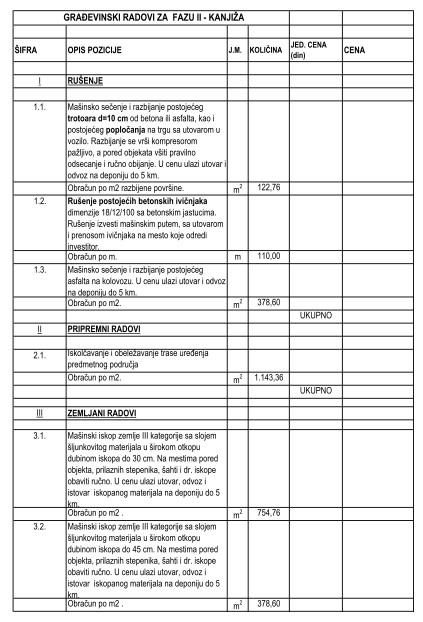 GRAĐEVINSKI RADOVI ZA FAZU II - KANJIŽA
ŠIFRA OPIS POZICIJE J.M. KOLIČINA JED. CENA (din) CENA
I RUŠENJE
1.1. Mašinsko sečenje i razbijanje postojećeg
trotoara d=10 cm od betona ili asfalta, kao i
postojećeg popločanja na trgu sa utovarom u
vozilo. Razbijanje se vrši kompresorom
pažljivo, a pored objekata všiti pravilno
odsecanje i ručno obijanje. U cenu ulazi utovar i
odvoz na deponiju do 5 km.
Obračun po m2 razbijene površine. m2 122,76
1.2. Rušenje postojećih betonskih ivičnjaka
dimenzije 18/12/100 sa betonskim jastucima.
Rušenje izvesti mašinskim putem, sa utovarom
i prenosom ivičnjaka na mesto koje odredi
investitor.
Obračun po m. m 110,00
1.3. Mašinsko sečenje i razbijanje postojećeg
asfalta na kolovozu. U cenu ulazi utovar i odvoz
na deponiju do 5 km.
Obračun po m2. m2 378,60
UKUPNO
II PRIPREMNI RADOVI
2.1. Iskolčavanje i obeležavanje trase uređenja
predmetnog područja
Obračun po m2. m2 1.143,36
UKUPNO
III ZEMLJANI RADOVI
3.1. Mašinski iskop zemlje III kategorije sa slojem
šljunkovitog materijala u širokom otkopu
dubinom iskopa do 30 cm. Na mestima pored
objekta, prilaznih stepenika, šahti i dr. iskope
obaviti ručno. U cenu ulazi utovar, odvoz i
istovar iskopanog materijala na deponiju do 5
km.
Obračun po m2 . m2 754,76
3.2. Mašinski iskop zemlje III kategorije sa slojem
šljunkovitog materijala u širokom otkopu
dubinom iskopa do 45 cm. Na mestima pored
objekta, prilaznih stepenika, šahti i dr. iskope
obaviti ručno. U cenu ulazi utovar, odvoz i
istovar iskopanog materijala na deponiju do 5
km.
Obračun po m2 . m2 378,60